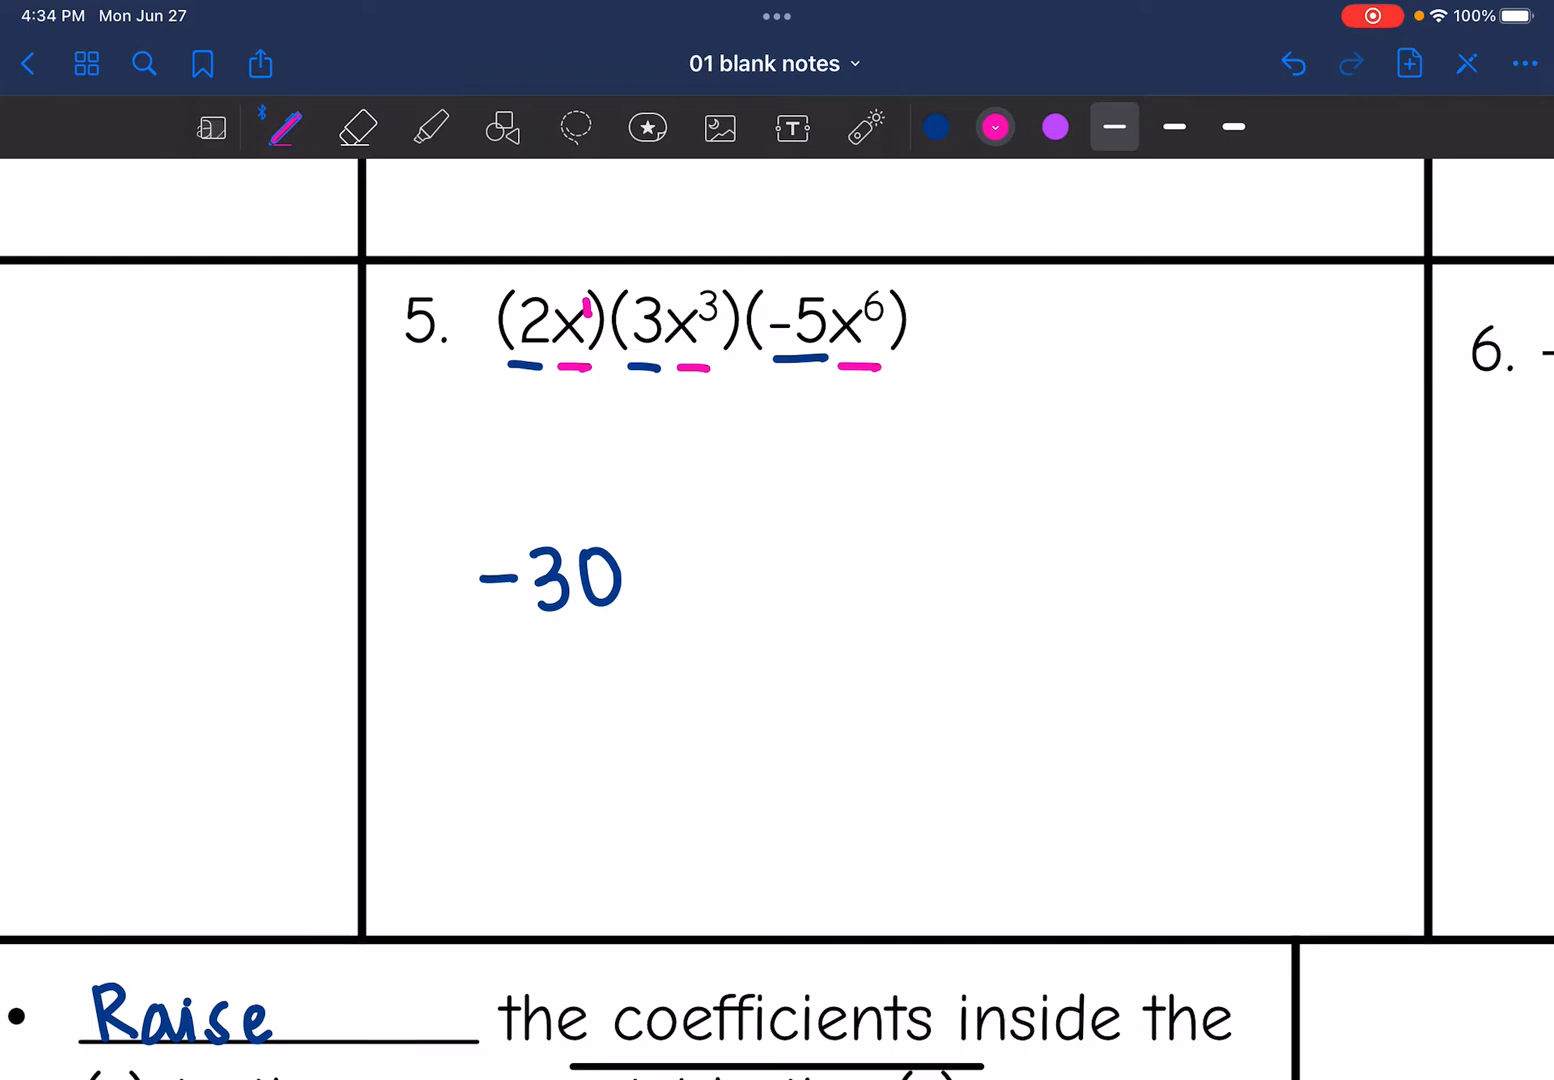 4:34 PM Mon Jun 27 100%
01 blank notes
5. (2x¹)(3x³)(-5x⁶)
6. -
-30
• Raise the coefficients inside the